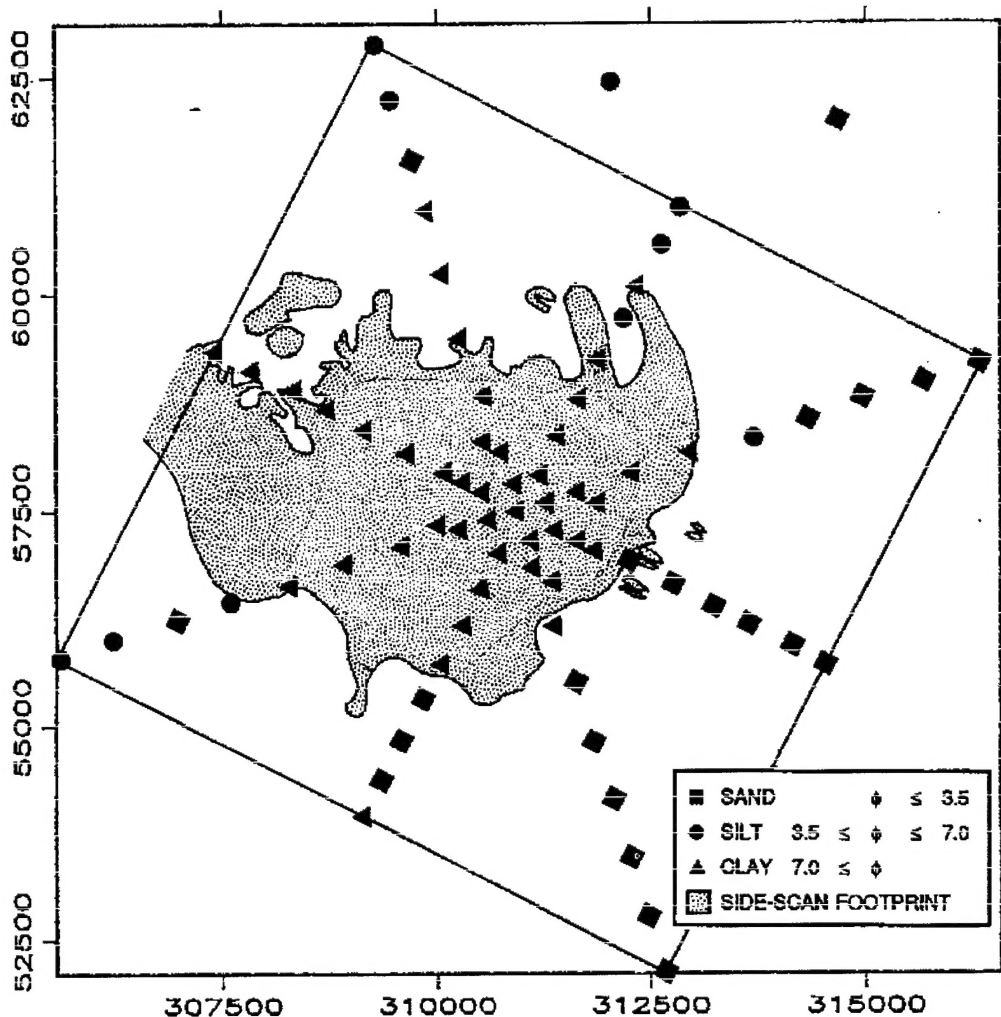 62500
60000
57500
55000
52500
SAND ϕ ≤ 3.5
SILT 3.5 ≤ ϕ ≤ 7.0
CLAY 7.0 ≤ ϕ
SIDE-SCAN FOOTPRINT
307500 310000 312500 315000